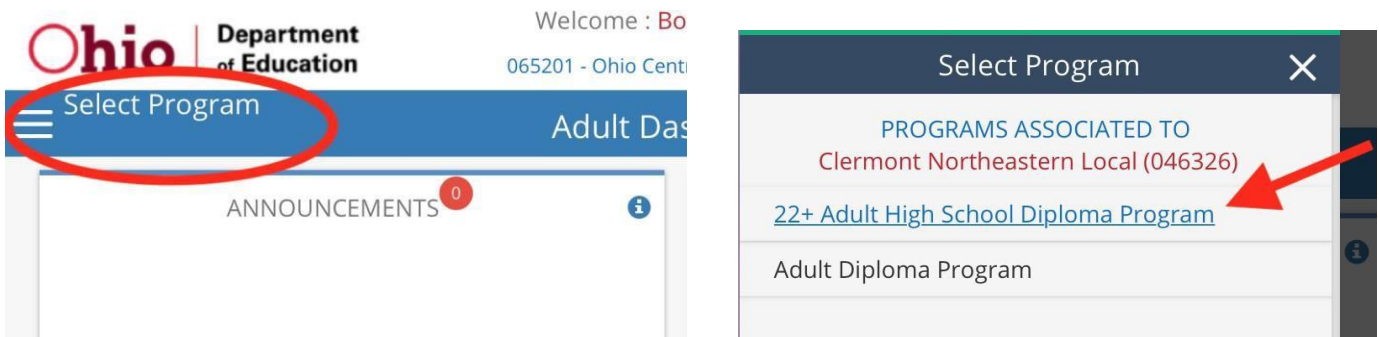 Ohio
Department
of Education
Welcome : Bo
065201 - Ohio Cent
Select Program
Adult Das
ANNOUNCEMENTS 0
Select Program
PROGRAMS ASSOCIATED TO
Clermont Northeastern Local (046326)
22+ Adult High School Diploma Program
Adult Diploma Program